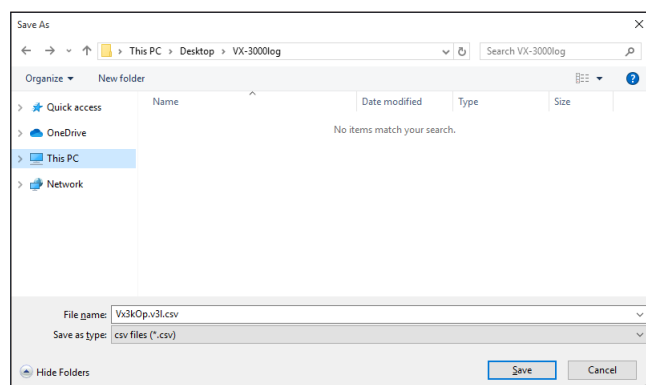 Save As
This PC > Desktop > VX-3000log
Search VX-3000log
Organize
New folder
Name
Date modified
Type
Size
Quick access
OneDrive
This PC
Network
No items match your search.
File name: Vx3kOp.v3l.csv
Save as type: csv files (*.csv)
Hide Folders
Save
Cancel